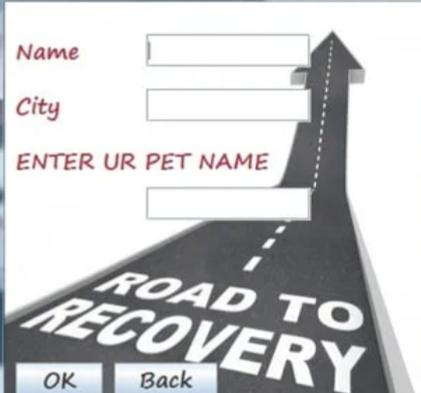 Name
City
ENTER UR PET NAME
ROAD TO
RECOVERY
OK Back